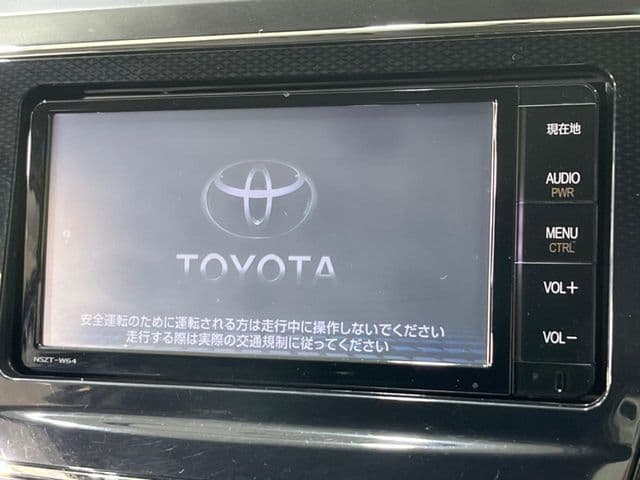 現在地
AUDIO
PWR
MENU
CTRL
VOL+
VOL-
TOYOTA
安全運転のために運転される方は走行中に操作しないでください
走行する際は実際の交通規制に従ってください
NSZT-W64